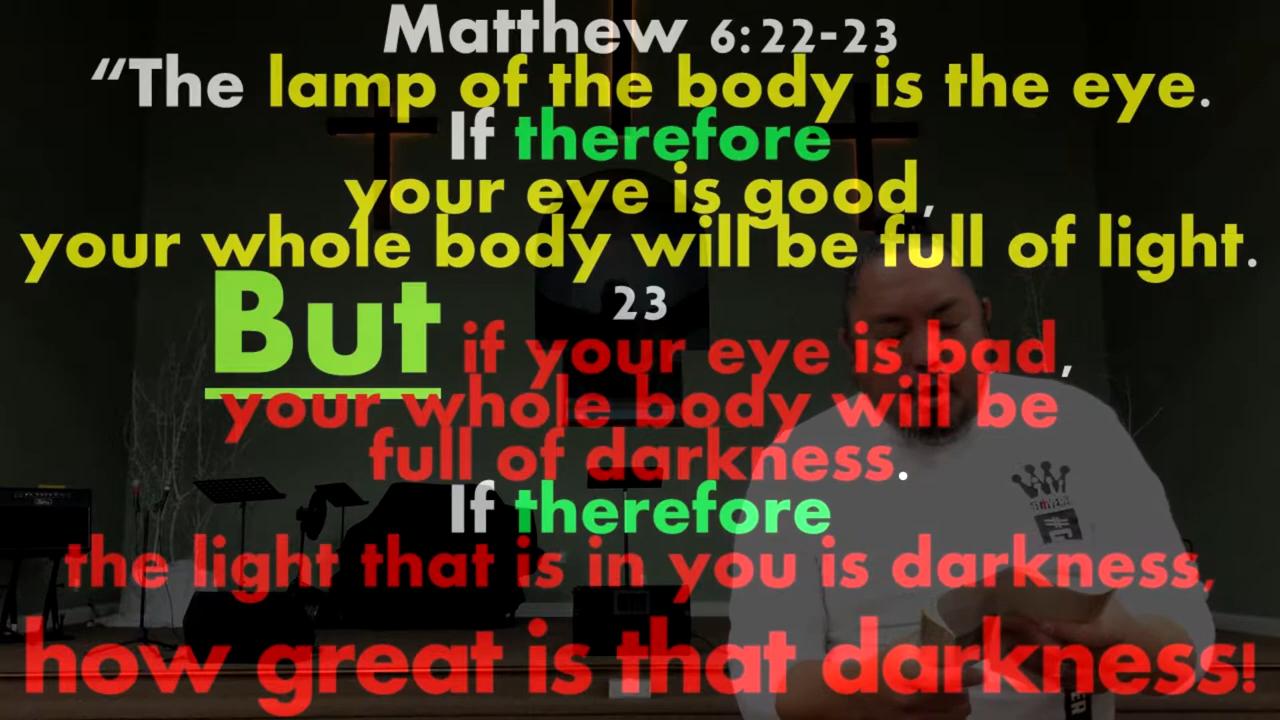 Matthew 6:22-23
“The lamp of the body is the eye.
If therefore
your eye is good,
your whole body will be full of light.
23
But if your eye is bad,
your whole body will be
full of darkness.
If therefore
the light that is in you is darkness,
how great is that darkness!